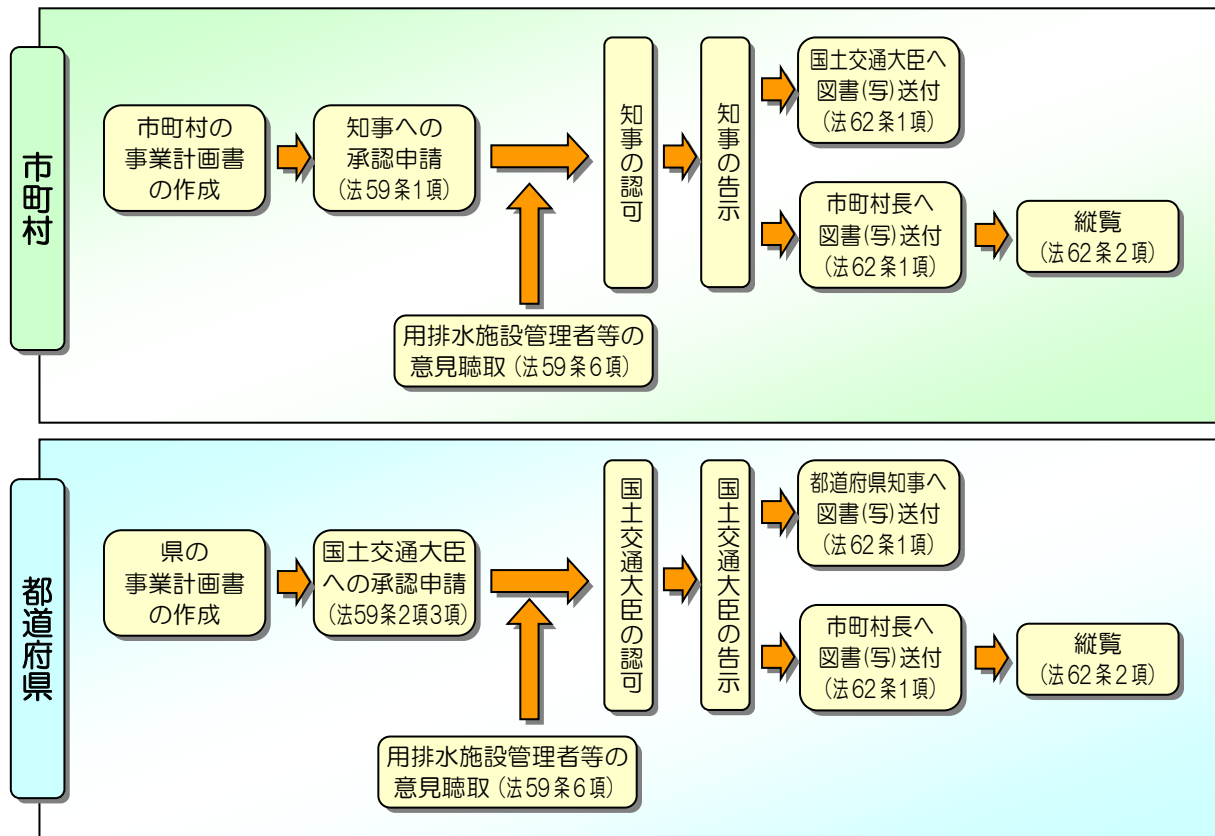 市町村
市町村の
事業計画書
の作成
知事への
承認申請
(法59条1項)
用排水施設管理者等の
意見聴取(法59条6項)
知事の認可
知事の告示
国土交通大臣へ
図書(写)送付
(法62条1項)
市町村長へ
図書(写)送付
(法62条1項)
縦覧
(法62条2項)
都道府県
県の
事業計画書
の作成
国土交通大臣
への承認申請
(法59条2項3項)
用排水施設管理者等の
意見聴取(法59条6項)
国土交通大臣の認可
国土交通大臣の告示
都道府県知事へ
図書(写)送付
(法62条1項)
市町村長へ
図書(写)送付
(法62条1項)
縦覧
(法62条2項)